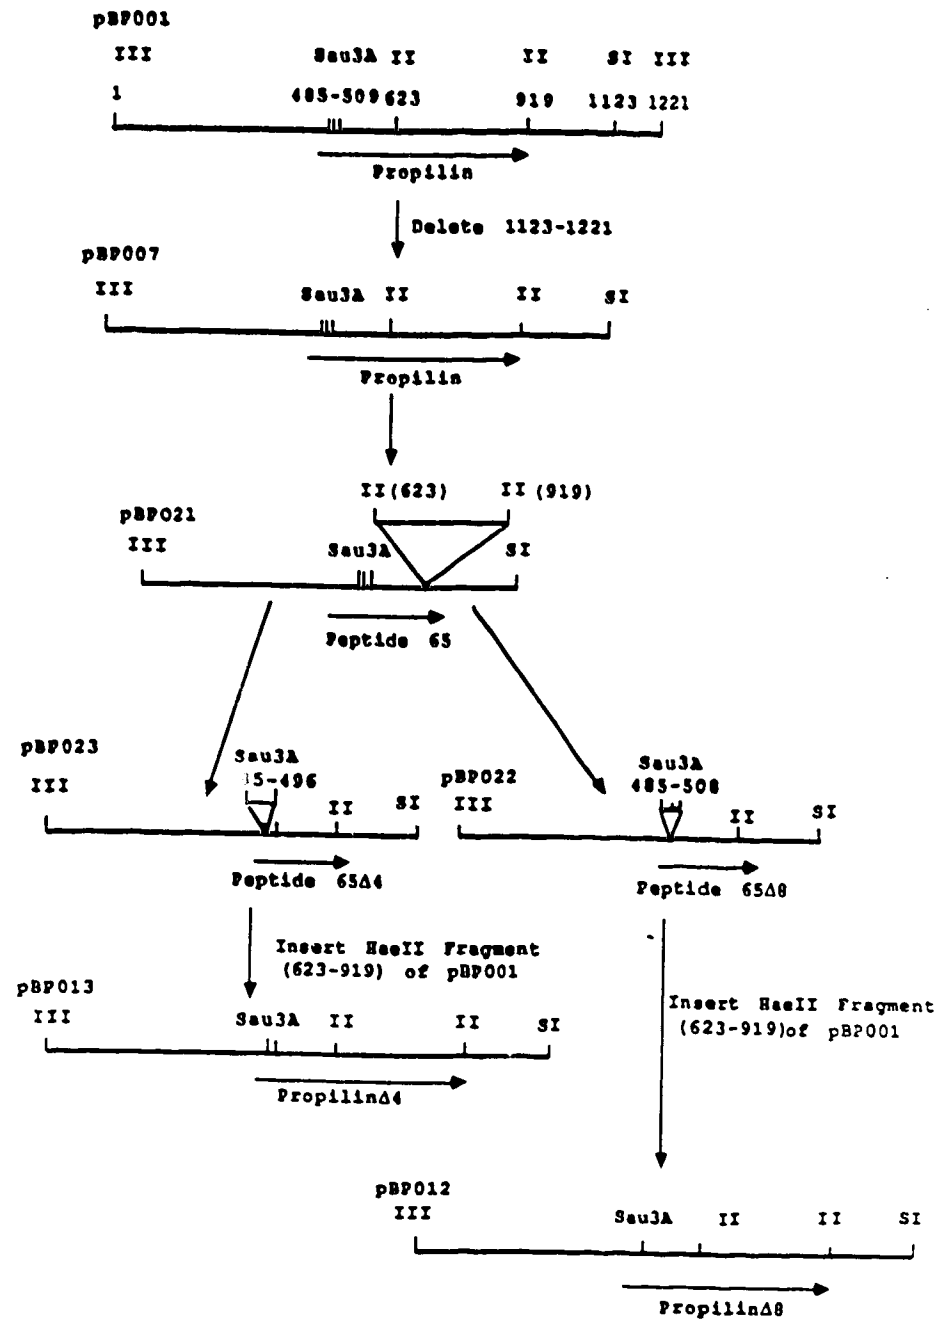 pBP001
III Sau3A II II SI III
1 485-509 623 919 1123 1221
Propilin
Delete 1123-1221
pBP007
III Sau3A II II SI
Propilin
II(623) II (919)
pBP021
III Sau3A SI
Peptide 65
pBP023
III
Sau3A
5-496
II SI
Peptide 65Δ4
pBP022
III
Sau3A
485-508
II SI
Peptide 65Δ8
Insert HaeII Fragment
(623-919) of pBP001
pBP013
III Sau3A II II SI
PropilinΔ4
Insert HaeII Fragment
(623-919)of pBP001
pBP012
III Sau3A II II SI
PropilinΔ8